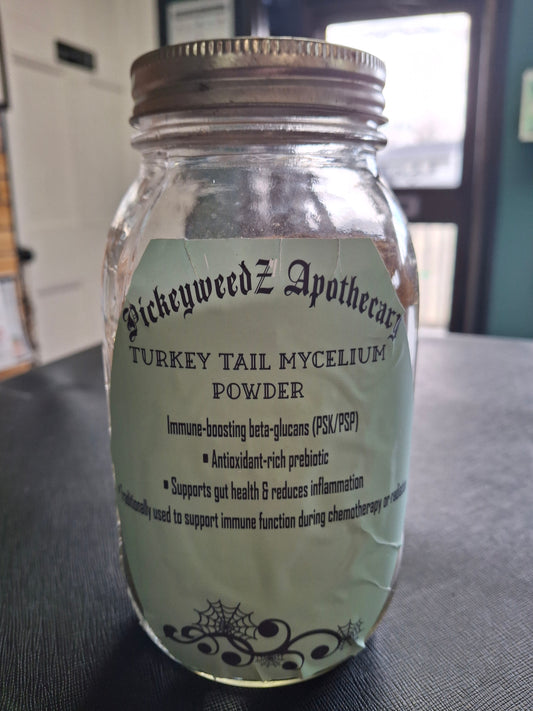 PickeyweedZ Apothecary
TURKEY TAIL MYCELIUM
POWDER
Immune-boosting beta-glucans (PSK/PSP)
• Antioxidant-rich prebiotic
• Supports gut health & reduces inflammation
used to support immune function during chemotherapy or